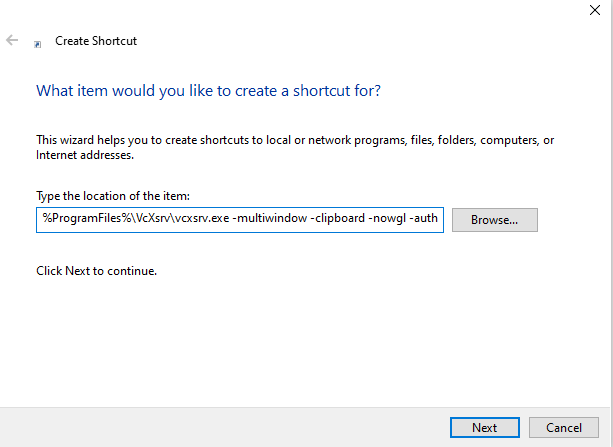 Create Shortcut
What item would you like to create a shortcut for?
This wizard helps you to create shortcuts to local or network programs, files, folders, computers, or
Internet addresses.
Type the location of the item:
%ProgramFiles%\VcXsrv\vcxsrv.exe -multiwindow -clipboard -nowgl -auth
Browse...
Click Next to continue.
Next
Cancel